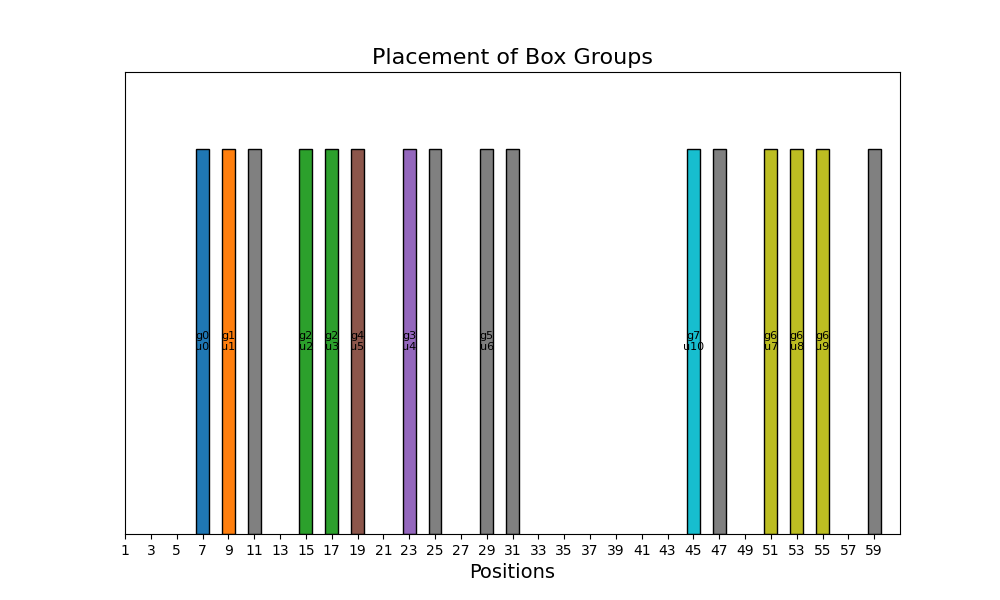 Placement of Box Groups
g0 g1 g2 g2 g4 g3 g5 g7 g6 g6 g6
u0 u1 u2 u3 u5 u4 u6 u10 u7 u8 u9
1 3 5 7 9 11 13 15 17 19 21 23 25 27 29 31 33 35 37 39 41 43 45 47 49 51 53 55 57 59
Positions